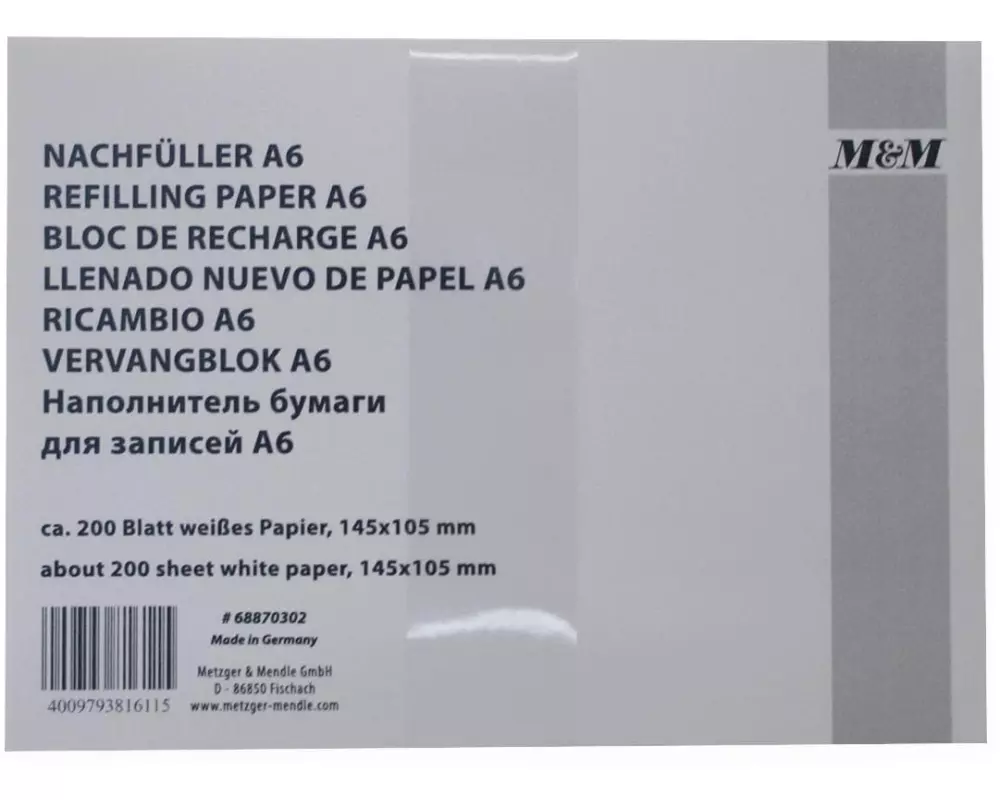 NACHFÜLLER A6
REFILLING PAPER A6
BLOC DE RECHARGE A6
LLENADO NUEVO DE PAPEL A6
RICAMBIO A6
VERVANGBLOK A6
Наполнитель бумаги
для записей А6
M&M
ca. 200 Blatt weißes Papier, 145x105 mm
about 200 sheet white paper, 145x105 mm
# 68870302
Made in Germany
Metzger & Mendle GmbH
D - 86850 Fischach
www.metzger-mendle.com
4009793816115